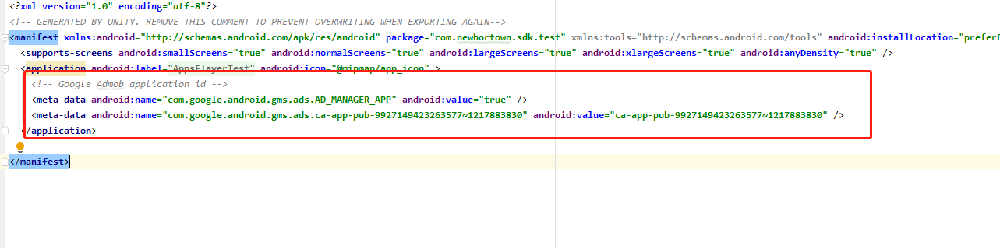 <?xml version="1.0" encoding="utf-8"?>
<!-- GENERATED BY UNITY. REMOVE THIS COMMENT TO PREVENT OVERWRITING WHEN EXPORTING AGAIN-->
<manifest xmlns:android="http://schemas.android.com/apk/res/android" package="com.newbortown.sdk.test" xmlns:tools="http://schemas.android.com/tools" android:installLocation="prefer
<supports-screens android:smallScreens="true" android:normalScreens="true" android:largeScreens="true" android:xlargeScreens="true" android:anyDensity="true" />
<application android:label="AppsFlayerTest" android:icon="@mipmap/app_icon" >
<!-- Google Admob application id -->
<meta-data android:name="com.google.android.gms.ads.AD_MANAGER_APP" android:value="true" />
<meta-data android:name="com.google.android.gms.ads.ca-app-pub-9927149423263577~1217883830" android:value="ca-app-pub-9927149423263577~1217883830" />
</application>
</manifest>